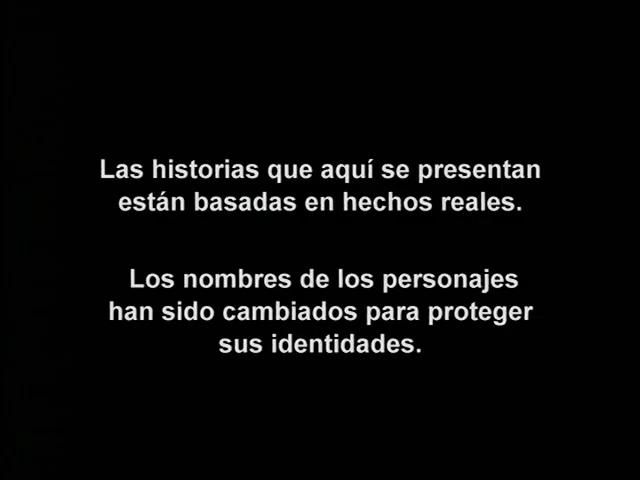 Las historias que aquí se presentan
están basadas en hechos reales.
Los nombres de los personajes
han sido cambiados para proteger
sus identidades.